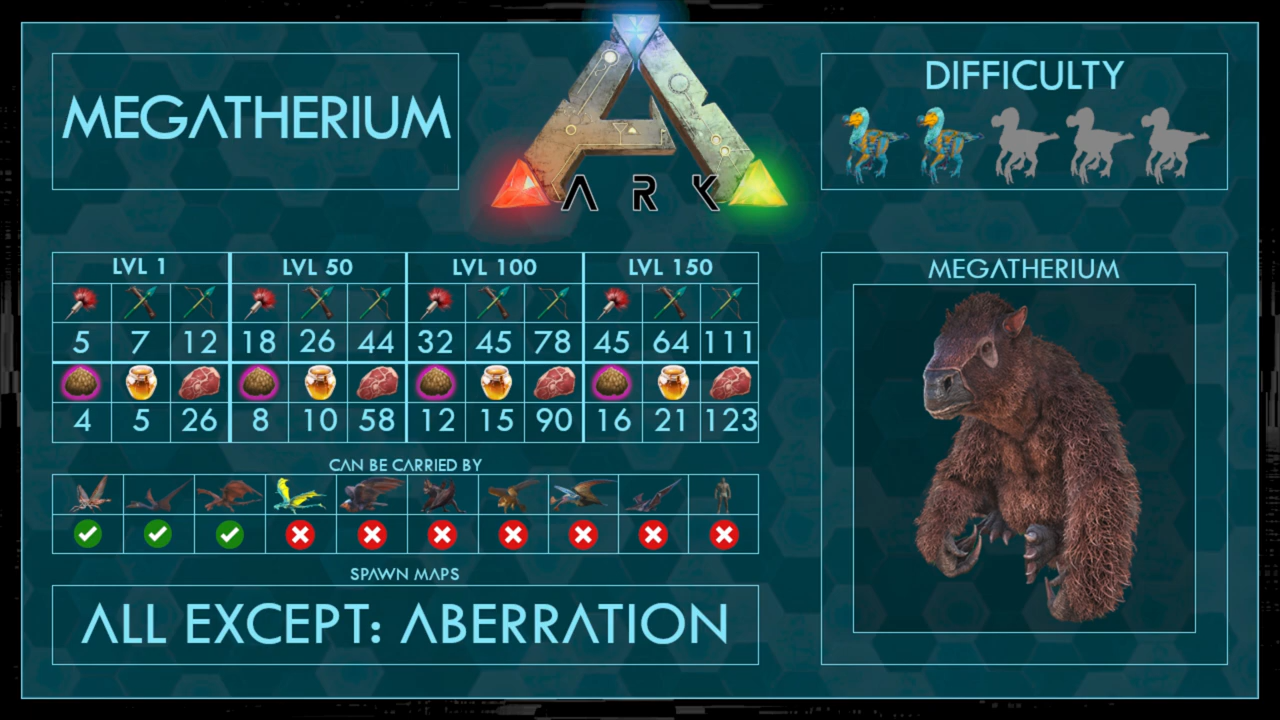 MEGATHERIUM
ARK
DIFFICULTY
LVL 1 LVL 50 LVL 100 LVL 150
5 7 12 18 26 44 32 45 78 45 64 111
4 5 26 8 10 58 12 15 90 16 21 123
CAN BE CARRIED BY
SPAWN MAPS
ALL EXCEPT: ABERRATION
MEGATHERIUM